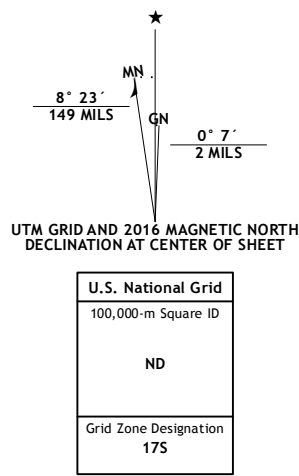 ★
MN
8° 23´
149 MILS
GN
0° 7´
2 MILS
UTM GRID AND 2016 MAGNETIC NORTH
DECLINATION AT CENTER OF SHEET
U.S. National Grid
100,000-m Square ID
ND
Grid Zone Designation
17S